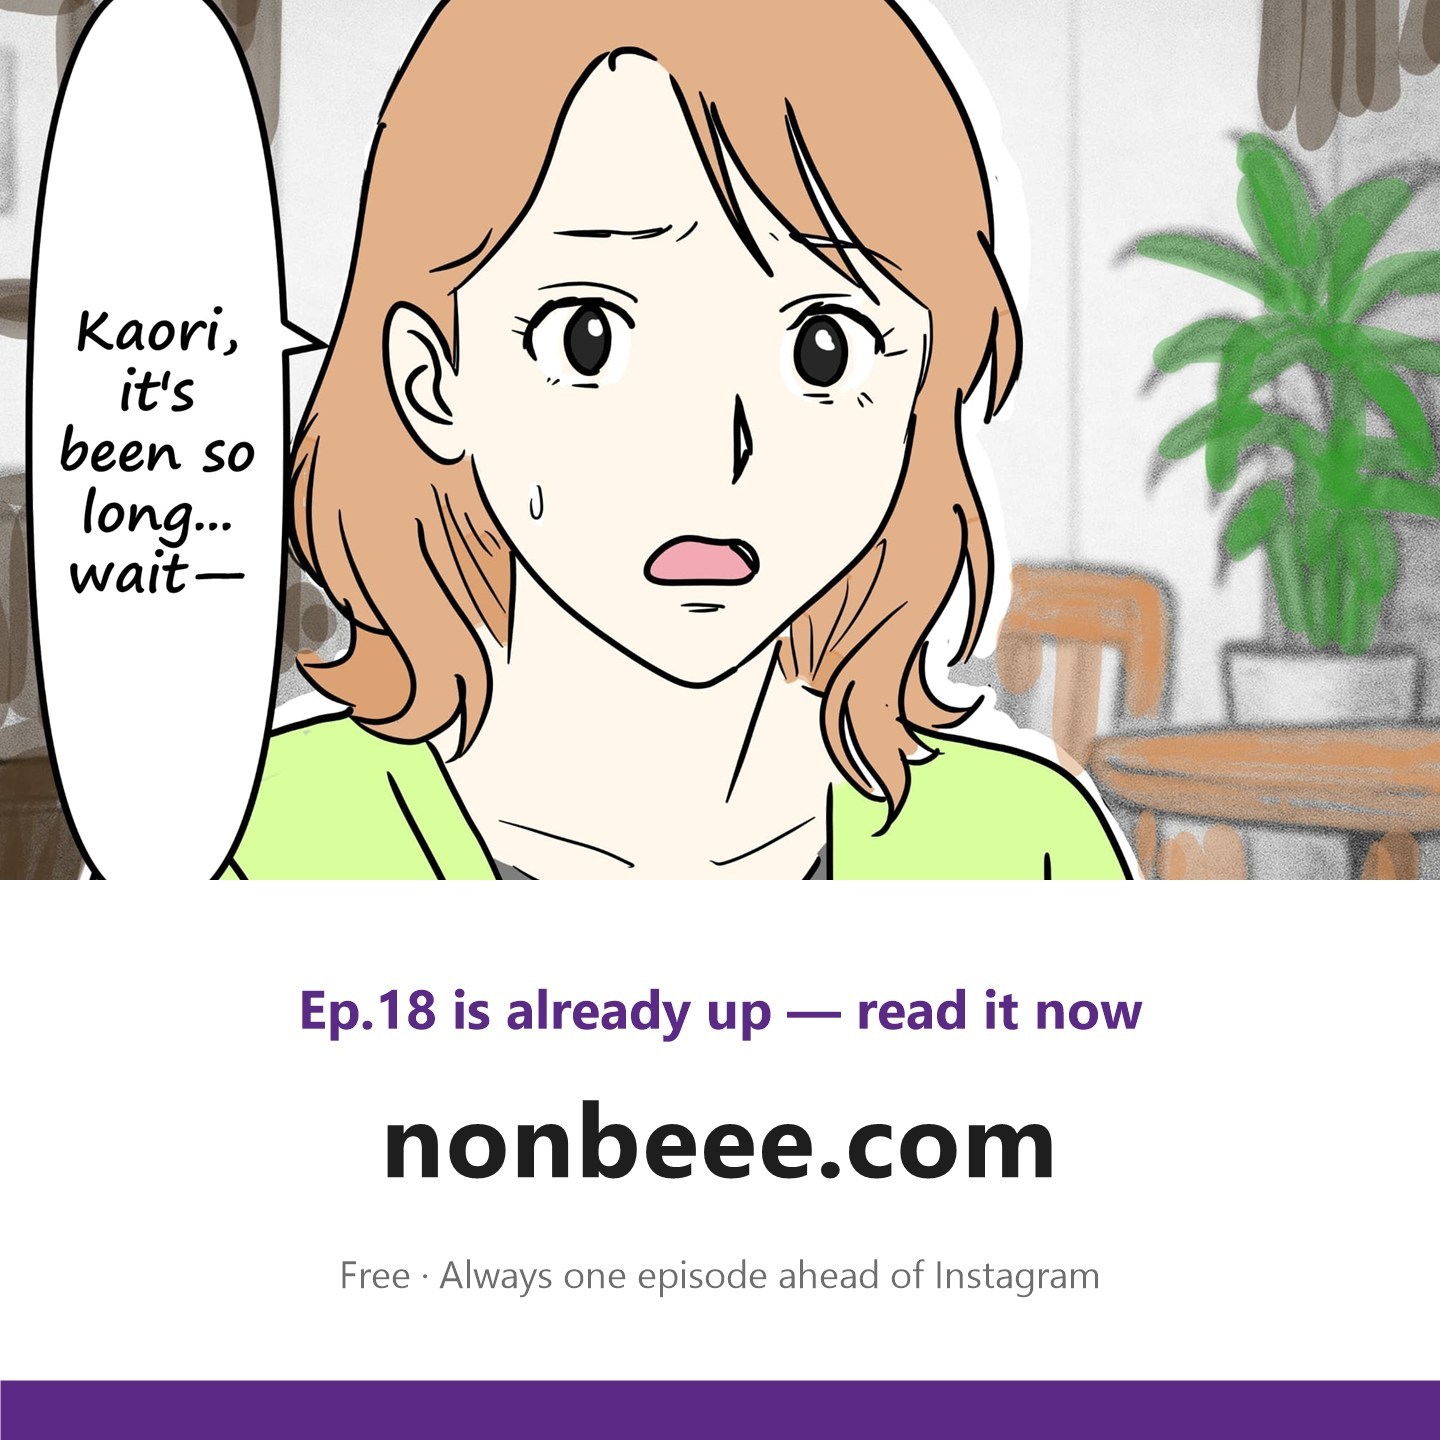 Kaori,
it's
been so
long...
wait—
Ep.18 is already up — read it now
nonbeee.com
Free · Always one episode ahead of Instagram